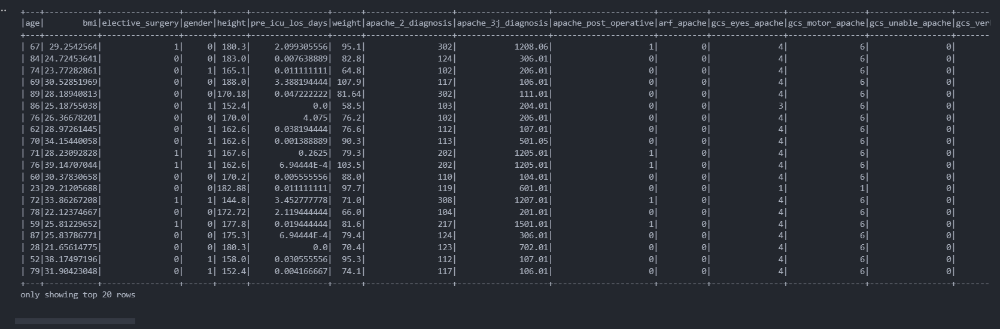 ..
+---+-----------+----------------+------+------+----------------+------+------------------+-------------------+---------------------+----------+---------------+----------------+-----------------+-------
|age|        bmi|elective_surgery|gender|height|pre_icu_los_days|weight|apache_2_diagnosis|apache_3j_diagnosis|apache_post_operative|arf_apache|gcs_eyes_apache|gcs_motor_apache|gcs_unable_apache|gcs_ver
+---+-----------+----------------+------+------+----------------+------+------------------+-------------------+---------------------+----------+---------------+----------------+-----------------+-------
| 67| 29.2542564|               1|     0| 180.3|     2.099305556|  95.1|               302|            1208.06|                    1|         0|              4|               6|                0|
| 84|24.72453641|               0|     0| 183.0|     0.007638889|  82.8|               124|             306.01|                    0|         0|              4|               6|                0|
| 74|23.77282861|               0|     1| 165.1|     0.011111111|  64.8|               102|             206.01|                    0|         0|              4|               6|                0|
| 69|30.52851969|               0|     0| 188.0|     3.388194444| 107.9|               117|             106.01|                    0|         0|              4|               6|                0|
| 89|28.18940813|               0|     0|170.18|     0.047222222| 81.64|               302|             111.01|                    0|         0|              4|               6|                0|
| 86|25.18755038|               0|     1| 152.4|             0.0|  58.5|               103|             204.01|                    0|         0|              3|               6|                0|
| 76|26.36678201|               0|     0| 170.0|           4.075|  76.2|               102|             206.01|                    0|         0|              4|               6|                0|
| 62|28.97261445|               0|     1| 162.6|     0.038194444|  76.6|               112|             107.01|                    0|         0|              4|               6|                0|
| 70|34.15440058|               0|     1| 162.6|     0.001388889|  90.3|               113|             501.05|                    0|         0|              4|               6|                0|
| 71|28.23092828|               1|     1| 167.6|          0.2625|  79.3|               202|            1205.01|                    1|         0|              4|               6|                0|
| 76|39.14707044|               1|     1| 162.6|      6.94444E-4| 103.5|               202|            1205.01|                    1|         0|              4|               6|                0|
| 60|30.37830658|               0|     0| 170.2|     0.005555556|  88.0|               110|             104.01|                    0|         0|              4|               6|                0|
| 23|29.21205688|               0|     0|182.88|     0.011111111|  97.7|               119|             601.01|                    0|         0|              1|               1|                0|
| 72|33.86267208|               1|     1| 144.8|     3.452777778|  71.0|               308|            1207.01|                    1|         0|              4|               6|                0|
| 78|22.12374667|               0|     0|172.72|     2.119444444|  66.0|               104|             201.01|                    0|         0|              4|               6|                0|
| 59|25.81229652|               1|     0| 177.8|     0.019444444|  81.6|               217|            1501.01|                    1|         0|              4|               6|                0|
| 87|25.83786771|               0|     0| 175.3|      6.94444E-4|  79.4|               124|             306.01|                    0|         0|              4|               6|                0|
| 28|21.65614775|               0|     0| 180.3|             0.0|  70.4|               123|             702.01|                    0|         0|              4|               6|                0|
| 52|38.17497196|               0|     1| 158.0|     0.030555556|  95.3|               112|             107.01|                    0|         0|              4|               6|                0|
| 79|31.90423048|               0|     1| 152.4|     0.004166667|  74.1|               117|             106.01|                    0|         0|              4|               6|                0|
+---+-----------+----------------+------+------+----------------+------+------------------+-------------------+---------------------+----------+---------------+----------------+-----------------+-------
only showing top 20 rows